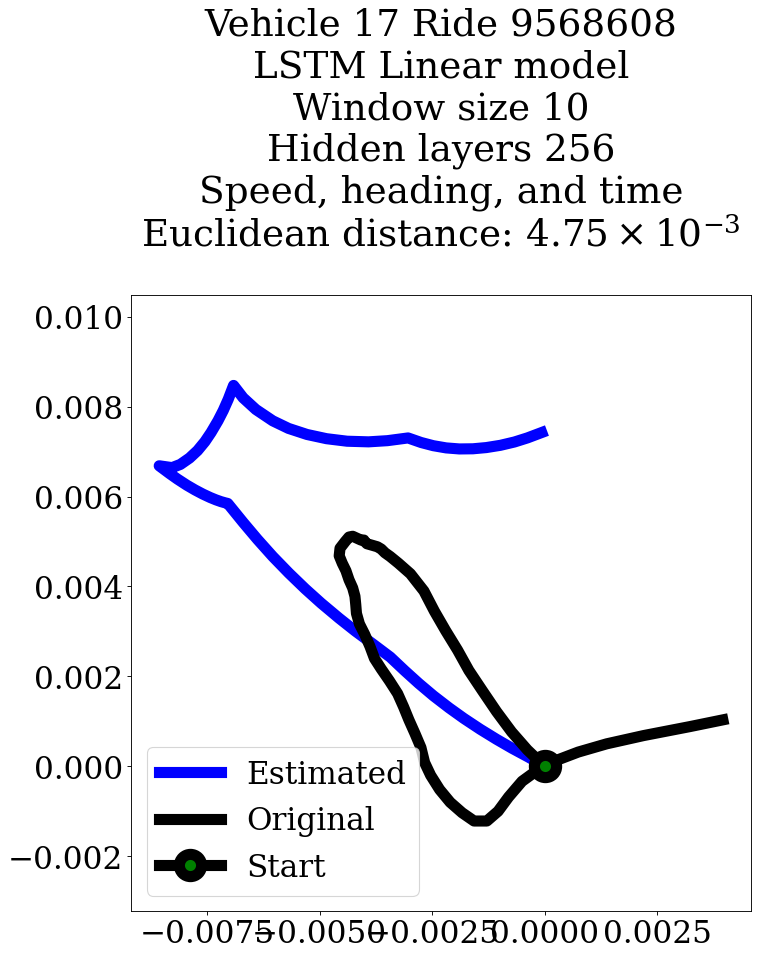 Vehicle 17 Ride 9568608
LSTM Linear model
Window size 10
Hidden layers 256
Speed, heading, and time
Euclidean distance: 4.75 × 10⁻³
0.010
0.008
0.006
0.004
0.002
0.000
−0.002
Estimated
Original
Start
−0.0075 −0.0050 −0.0025 0.0000 0.0025